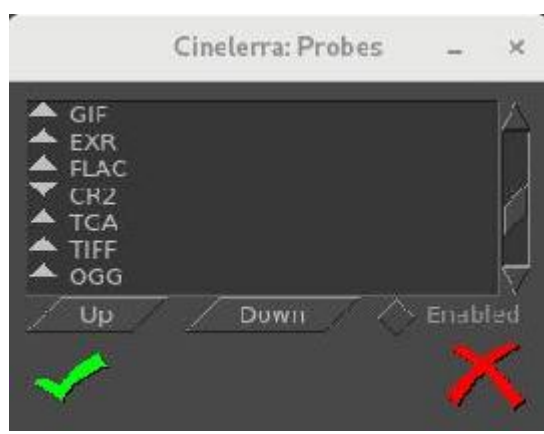 Cinelerra: Probes
GIF
EXR
FLAC
CR2
TGA
TIFF
OGG
Up Down Enabled